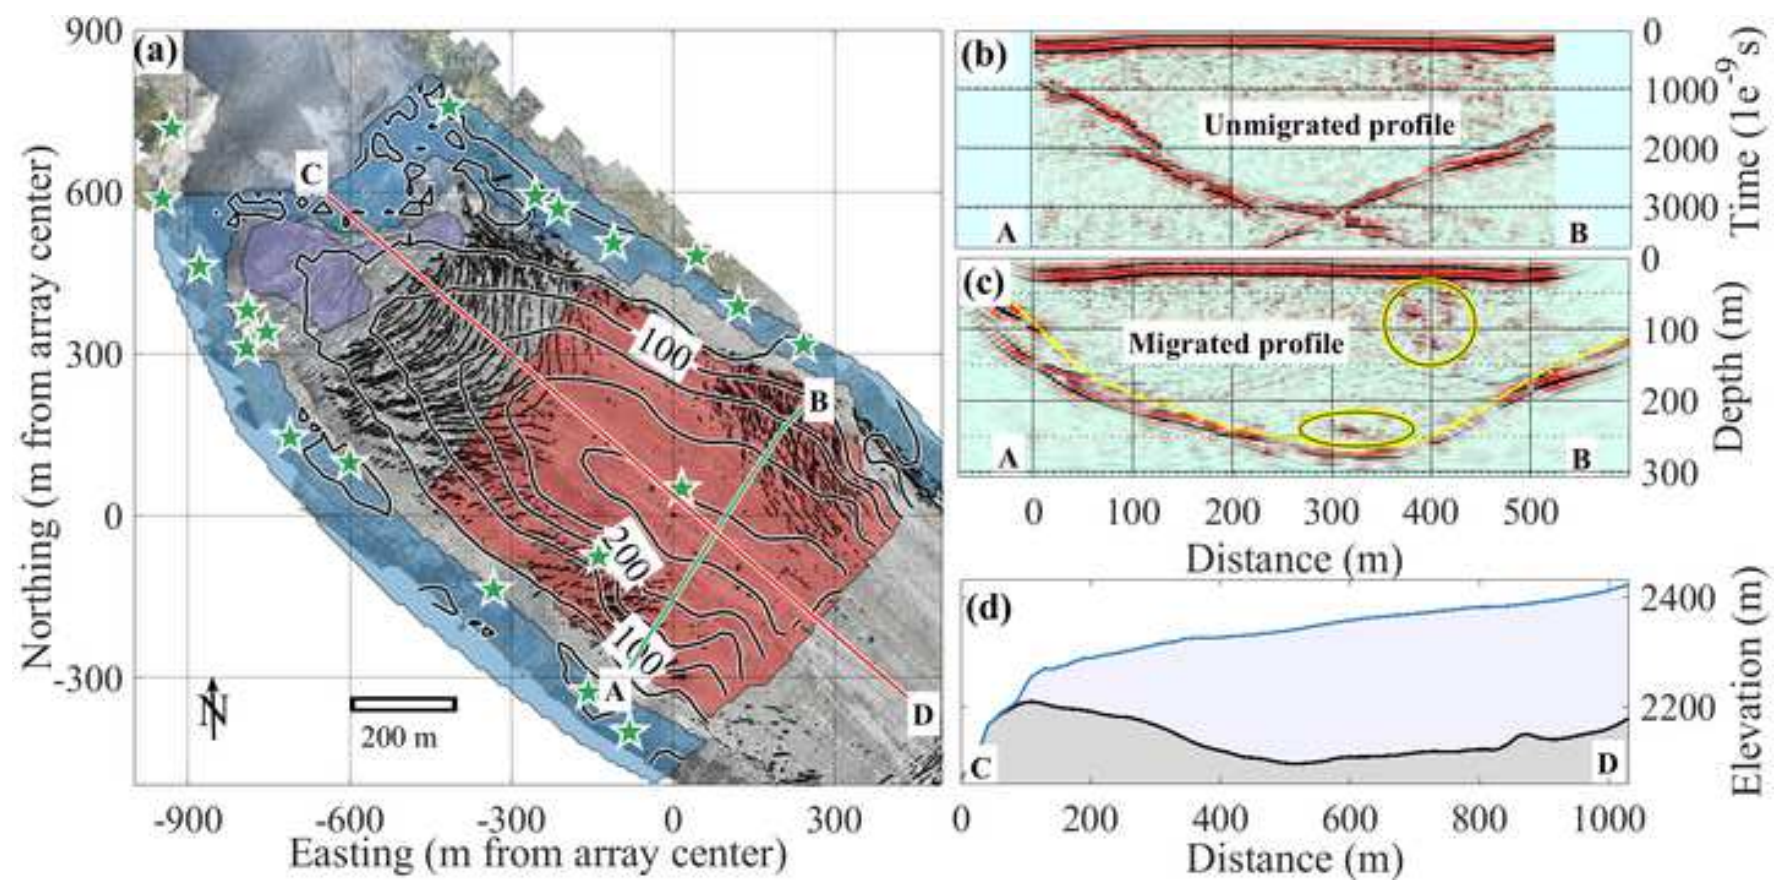 (a)
900
600
300
0
-300
Northing (m from array center)
C
B
A
D
100
200
100
N
200 m
-900 -600 -300 0 300
Easting (m from array center)
(b)
Unmigrated profile
A B
0
1000
2000
3000
Time (1e⁻⁹ s)
(c)
Migrated profile
A B
0
100
200
300
Depth (m)
0 100 200 300 400 500
Distance (m)
(d)
C D
2400
2200
Elevation (m)
0 200 400 600 800 1000
Distance (m)